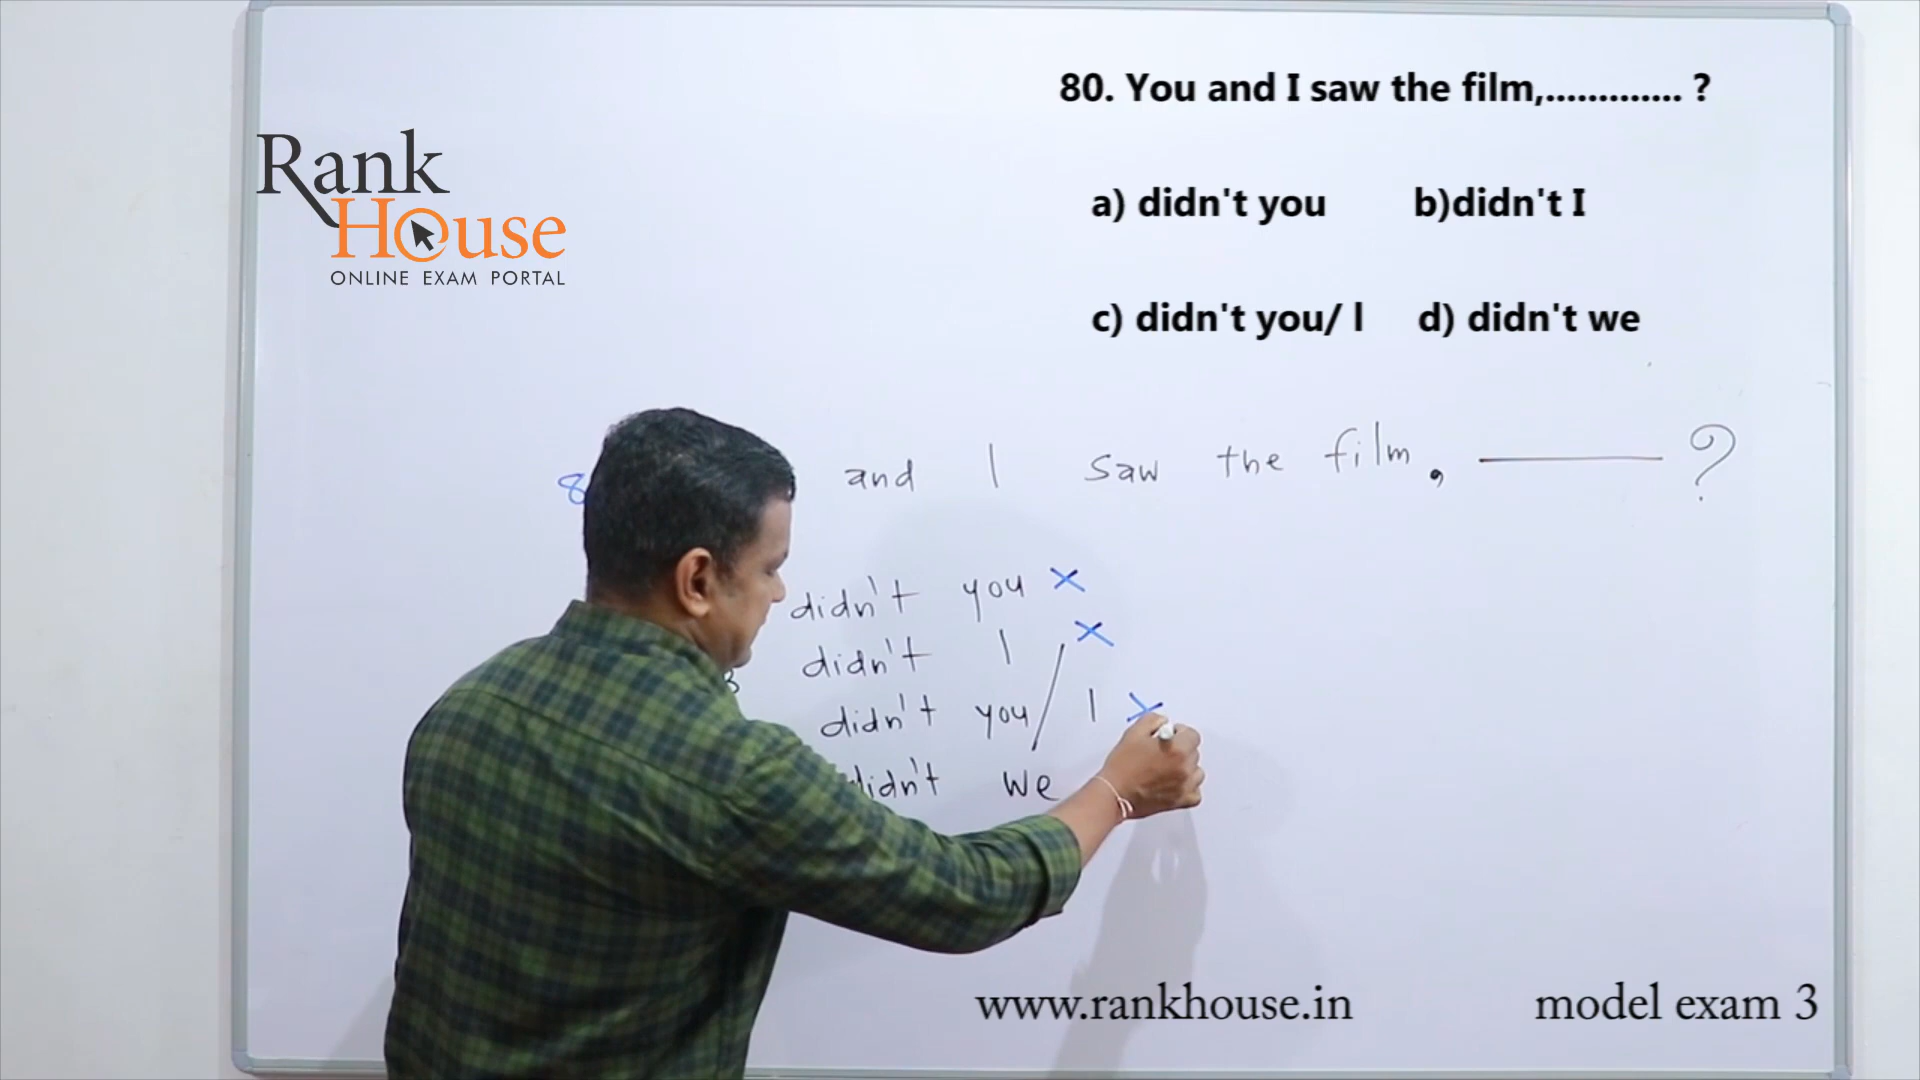 80. You and I saw the film,............. ?
Rank
House
ONLINE EXAM PORTAL
a) didn't you b)didn't I
c) didn't you/ I d) didn't we
8 and I saw the film, ——— ?
didn't you ×
didn't I ×
didn't you / I ×
didn't we
www.rankhouse.in model exam 3